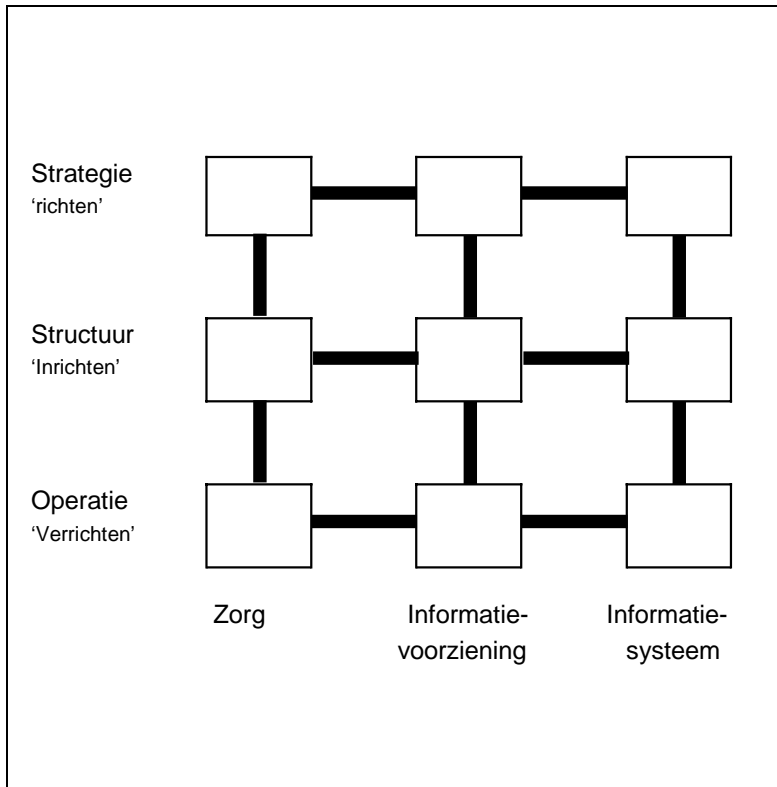 Strategie
‘richten’
Structuur
‘Inrichten’
Operatie
‘Verrichten’
Zorg
Informatie-
voorziening
Informatie-
systeem